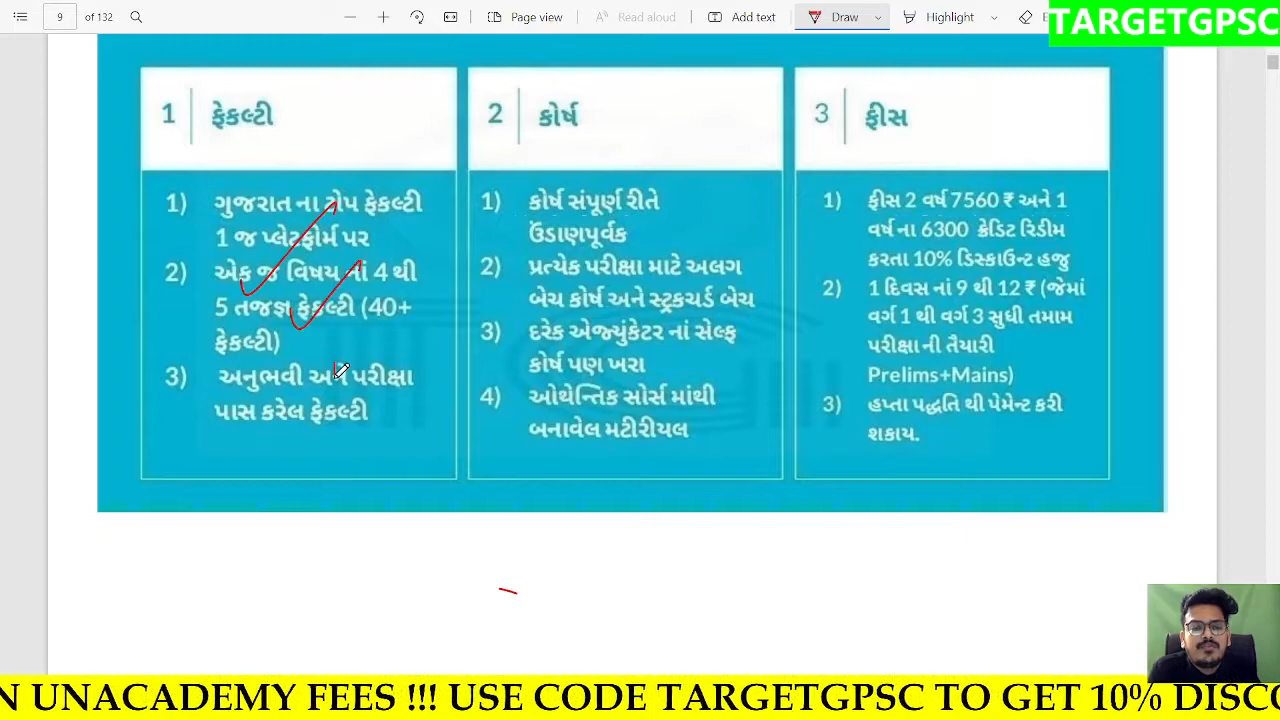 9 of 132
Page view
Read aloud
Add text
Draw
Highlight
TARGETGPSC
1 ફેકલ્ટી
1) ગુજરાત ના ટોપ ફેકલ્ટી
1 જ પ્લેટફોર્મ પર
2) એક જ વિષય નાં 4 થી
5 તજજ્ઞ ફેકલ્ટી (40+
ફેકલ્ટી)
3) અનુભવી અને પરીક્ષા
પાસ કરેલ ફેકલ્ટી
2 કોર્ષ
1) કોર્ષ સંપૂર્ણ રીતે
ઉંડાણપૂર્વક
2) પ્રત્યેક પરીક્ષા માટે અલગ
બેચ કોર્ષ અને સ્ટ્રકચર્ડ બેચ
3) દરેક એજ્યુંકેટર નાં સેલ્ફ
કોર્ષ પણ ખરા
4) ઓથેન્તિક સોર્સ માંથી
બનાવેલ મટીરીયલ
3 ફીસ
1) ફીસ 2 વર્ષ 7560 ₹ અને 1
વર્ષ ના 6300 ક્રેડિટ રિડીમ
કરતા 10% ડિસ્કાઉન્ટ હજુ
2) 1 દિવસ નાં 9 થી 12 ₹ (જેમાં
વર્ગ 1 થી વર્ગ 3 સુધી તમામ
પરીક્ષા ની તૈયારી
Prelims+Mains)
3) હપ્તા પદ્ધતિ થી પેમેન્ટ કરી
શકાય.
N UNACADEMY FEES !!! USE CODE TARGETGPSC TO GET 10% DISCO